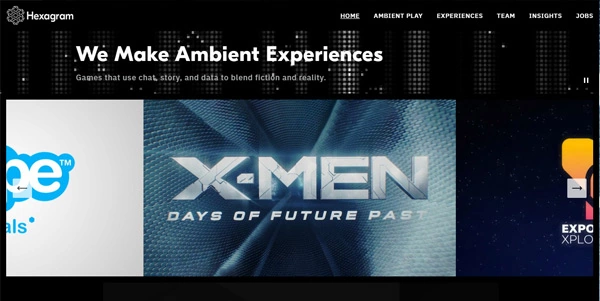 Hexagram
HOME AMBIENT PLAY EXPERIENCES TEAM INSIGHTS JOBS
We Make Ambient Experiences
Games that use chat, story, and data to blend fiction and reality.
pe™
als
X-MEN
DAYS OF FUTURE PAST
EXPO
XPLO